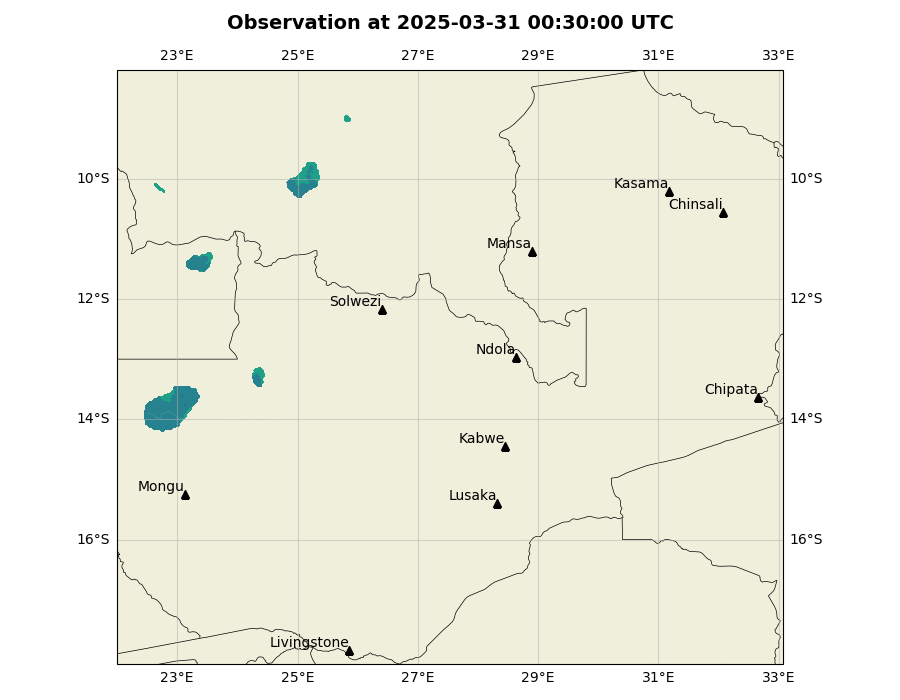 Observation at 2025-03-31 00:30:00 UTC
23°E 25°E 27°E 29°E 31°E 33°E
10°S 10°S
Kasama
Chinsali
Mansa
12°S 12°S
Solwezi
Ndola
Chipata
14°S 14°S
Kabwe
Mongu
Lusaka
16°S 16°S
Livingstone
23°E 25°E 27°E 29°E 31°E 33°E